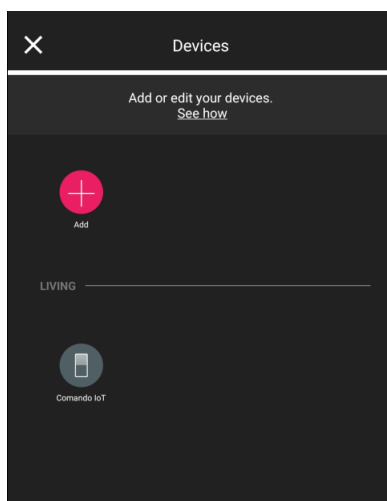 Devices
Add or edit your devices.
See how
Add
LIVING
Comando IoT